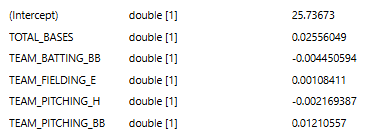 (Intercept) double [1] 25.73673
TOTAL_BASES double [1] 0.02556049
TEAM_BATTING_BB double [1] -0.004450594
TEAM_FIELDING_E double [1] 0.00108411
TEAM_PITCHING_H double [1] -0.002169387
TEAM_PITCHING_BB double [1] 0.01210557